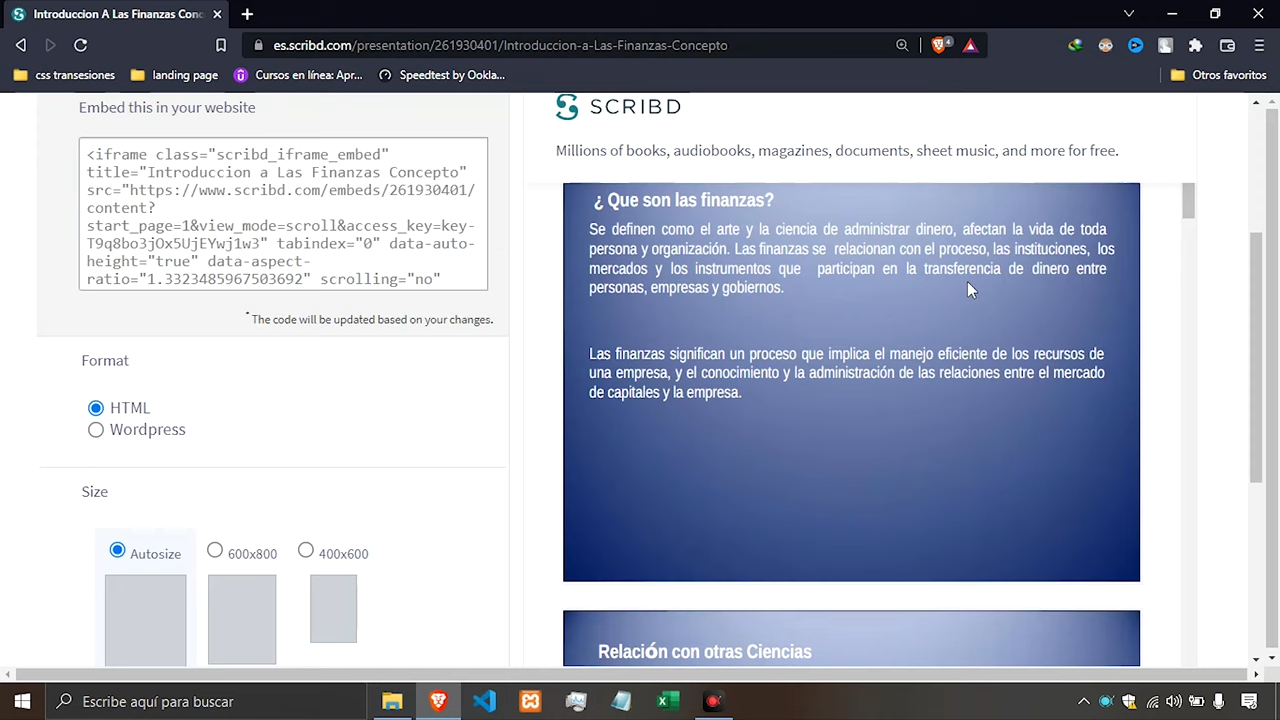 Introduccion A Las Finanzas Conc
es.scribd.com/presentation/261930401/Introduccion-a-Las-Finanzas-Concepto
4
css transesiones
landing page
Cursos en línea: Apr...
Speedtest by Ookla...
Otros favoritos
Embed this in your website
<iframe class="scribd_iframe_embed"
title="Introduccion a Las Finanzas Concepto"
src="https://www.scribd.com/embeds/261930401/
content?
start_page=1&view_mode=scroll&access_key=key-
T9q8bo3jOx5UjEYwj1w3" tabindex="0" data-auto-
height="true" data-aspect-
ratio="1.3323485967503692" scrolling="no"
* The code will be updated based on your changes.
Format
HTML
Wordpress
Size
Autosize
600x800
400x600
SCRIBD
Millions of books, audiobooks, magazines, documents, sheet music, and more for free.
¿ Que son las finanzas?
Se definen como el arte y la ciencia de administrar dinero, afectan la vida de toda
persona y organización. Las finanzas se relacionan con el proceso, las instituciones, los
mercados y los instrumentos que participan en la transferencia de dinero entre
personas, empresas y gobiernos.
Las finanzas significan un proceso que implica el manejo eficiente de los recursos de
una empresa, y el conocimiento y la administración de las relaciones entre el mercado
de capitales y la empresa.
Relación con otras Ciencias
Escribe aquí para buscar